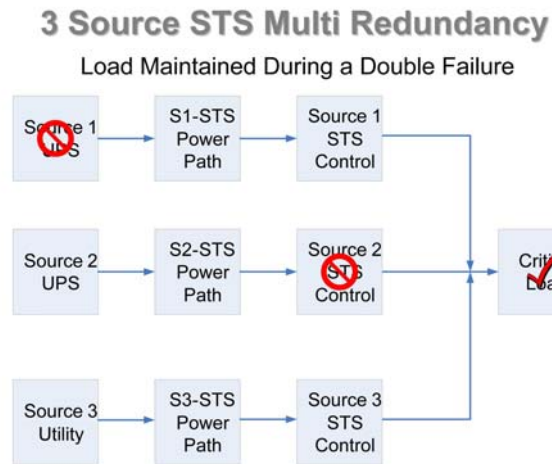 3 Source STS Multi Redundancy
Load Maintained During a Double Failure
Source 1
UPS
S1-STS
Power
Path
Source 1
STS
Control
Source 2
UPS
S2-STS
Power
Path
Source 2
STS
Control
Source 3
Utility
S3-STS
Power
Path
Source 3
STS
Control